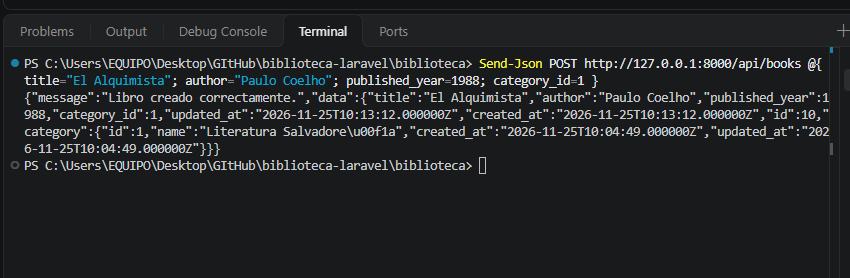 Problems Output Debug Console Terminal Ports
PS C:\Users\EQUIPO\Desktop\GItHub\biblioteca-laravel\biblioteca> Send-Json POST http://127.0.0.1:8000/api/books @{
title="El Alquimista"; author="Paulo Coelho"; published_year=1988; category_id=1 }
{"message":"Libro creado correctamente.","data":{"title":"El Alquimista","author":"Paulo Coelho","published_year":1
988,"category_id":1,"updated_at":"2026-11-25T10:13:12.000000Z","created_at":"2026-11-25T10:13:12.000000Z","id":10,"
category":{"id":1,"name":"Literatura Salvadore\u00f1a","created_at":"2026-11-25T10:04:49.000000Z","updated_at":"202
6-11-25T10:04:49.000000Z"}}}
PS C:\Users\EQUIPO\Desktop\GItHub\biblioteca-laravel\biblioteca>